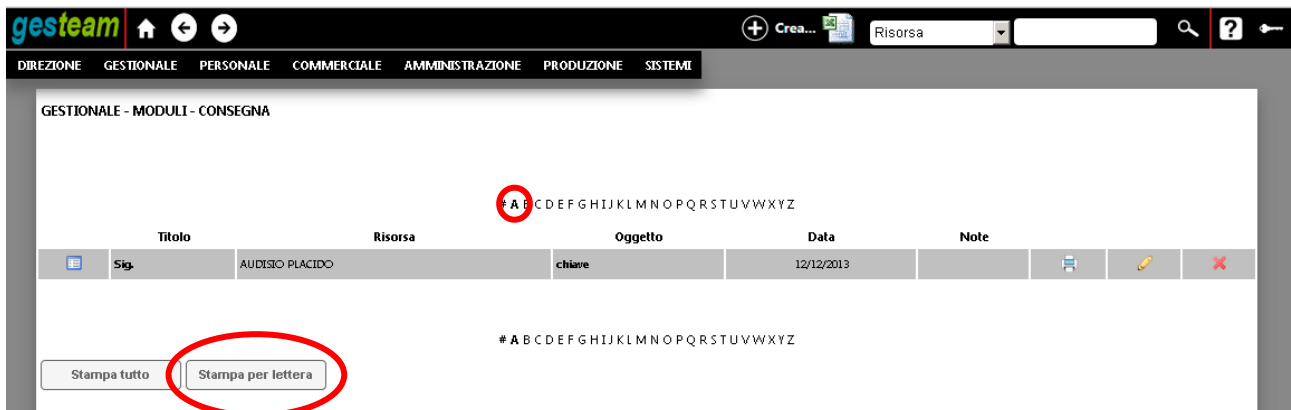 gesteam Crea... Risorsa ?
DIREZIONE GESTIONALE PERSONALE COMMERCIALE AMMINISTRAZIONE PRODUZIONE SISTEMI
GESTIONALE - MODULI - CONSEGNA
# A B C D E F G H I J K L M N O P Q R S T U V W X Y Z
Titolo Risorsa Oggetto Data Note
Sig. AUDISIO PLACIDO chiave 12/12/2013
# A B C D E F G H I J K L M N O P Q R S T U V W X Y Z
Stampa tutto Stampa per lettera